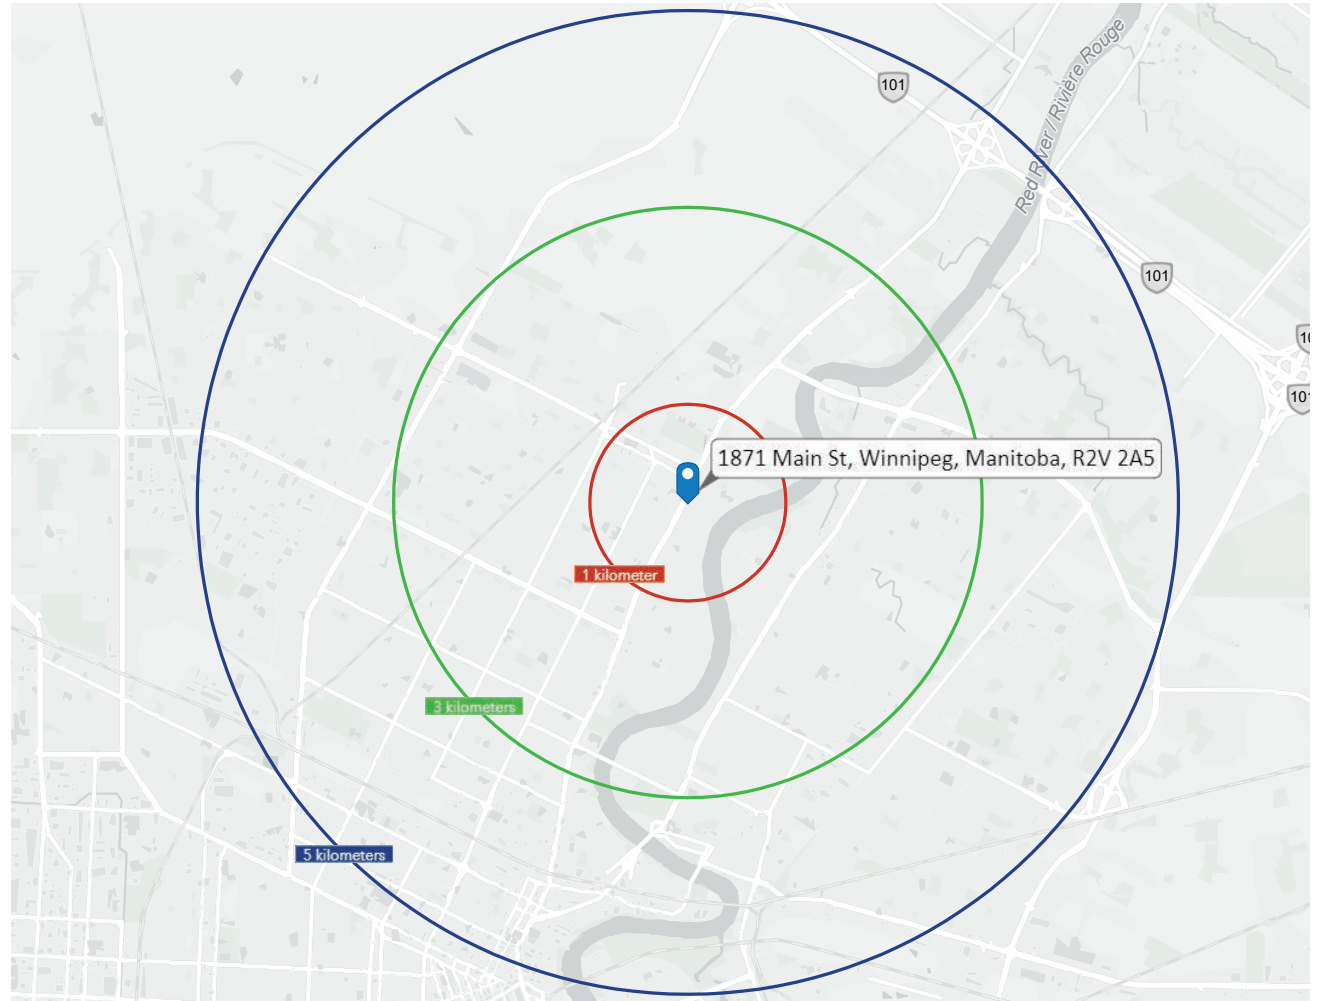 101
Red River / Rivière Rouge
101
10
101
1871 Main St, Winnipeg, Manitoba, R2V 2A5
1 kilometer
3 kilometers
5 kilometers